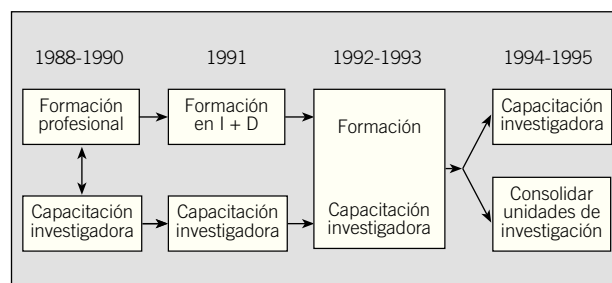 1988-1990
1991
1992-1993
1994-1995
Formación
profesional
Formación
en I + D
Formación
Capacitación
investigadora
Capacitación
investigadora
Capacitación
investigadora
Capacitación
investigadora
Consolidar
unidades de
investigación